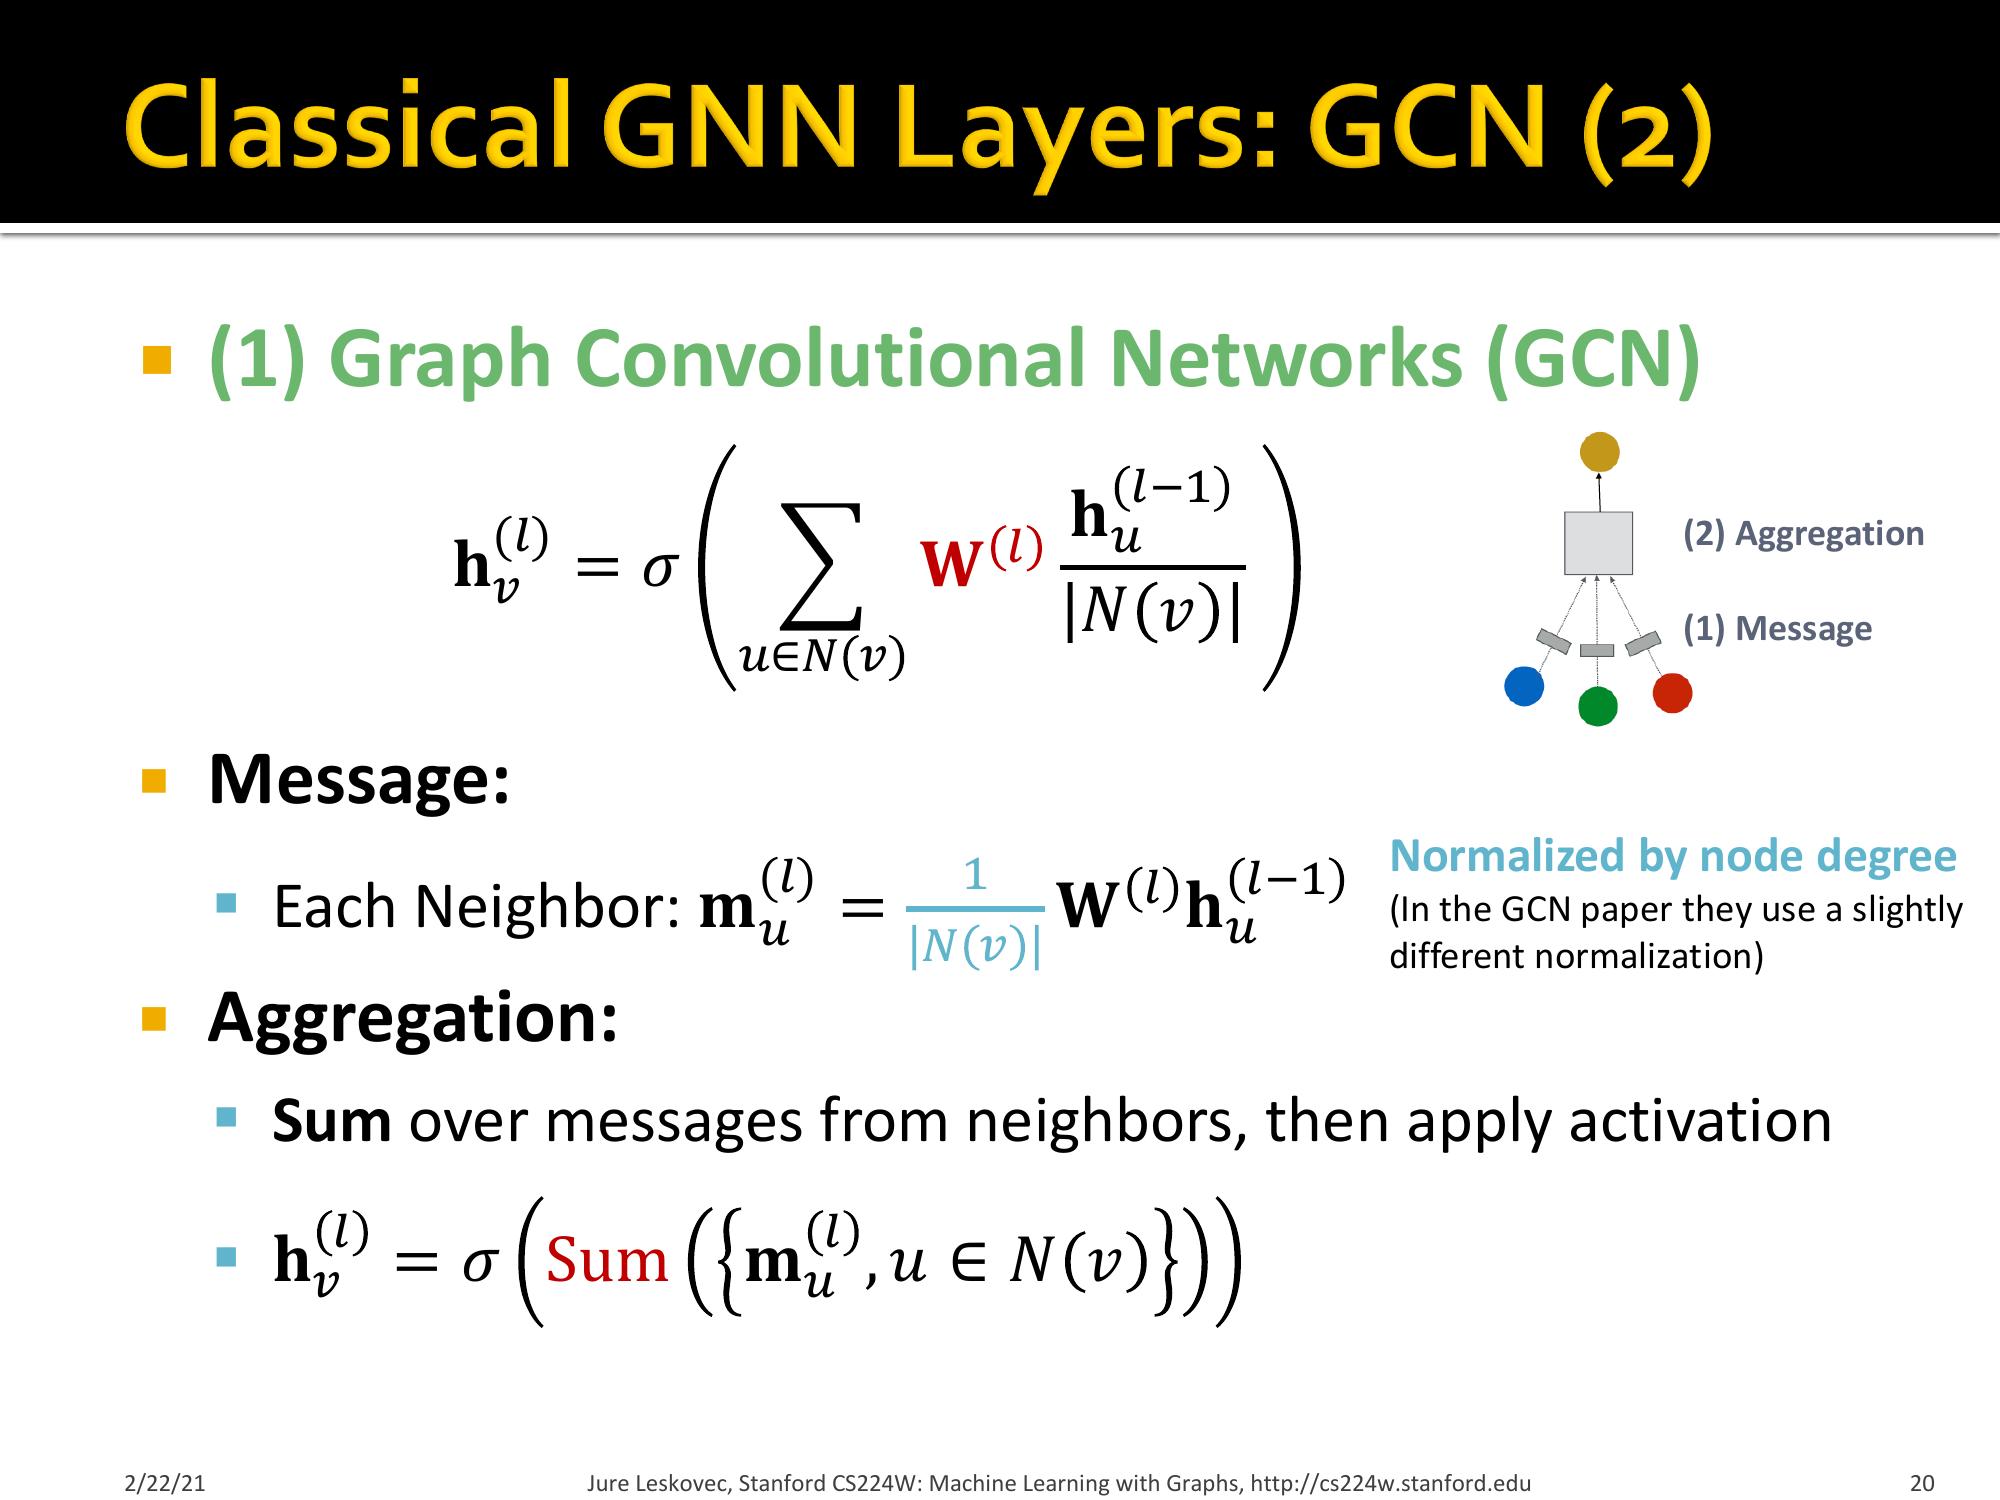 Classical GNN Layers: GCN (2)
(1) Graph Convolutional Networks (GCN)
$\mathbf{h}_v^{(l)} = \sigma\left(\sum_{u \in N(v)} \mathbf{W}^{(l)} \frac{\mathbf{h}_u^{(l-1)}}{|N(v)|}\right)$
(2) Aggregation
(1) Message
Message:
Each Neighbor: $\mathbf{m}_u^{(l)} = \frac{1}{|N(v)|} \mathbf{W}^{(l)} \mathbf{h}_u^{(l-1)}$
Normalized by node degree
(In the GCN paper they use a slightly
different normalization)
Aggregation:
Sum over messages from neighbors, then apply activation
$\mathbf{h}_v^{(l)} = \sigma\left(\text{Sum}\left(\left\{\mathbf{m}_u^{(l)}, u \in N(v)\right\}\right)\right)$
2/22/21
Jure Leskovec, Stanford CS224W: Machine Learning with Graphs, http://cs224w.stanford.edu
20